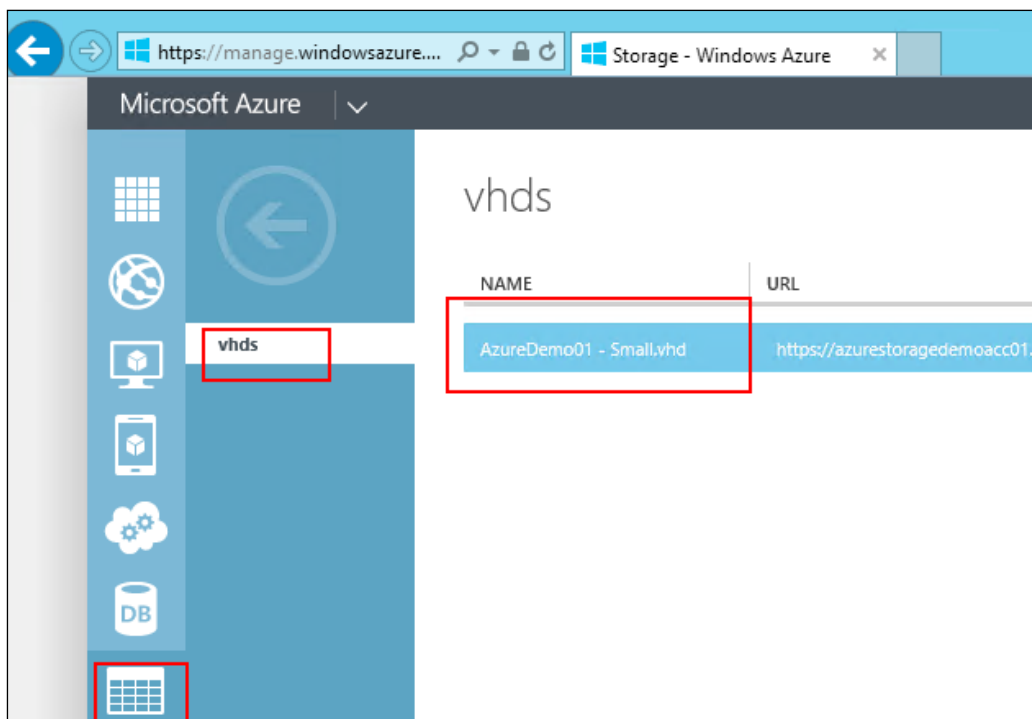 https://manage.windowsazure....
Storage - Windows Azure
Microsoft Azure
vhds
NAME
URL
vhds
AzureDemo01 - Small.vhd
https://azurestoragedemoacc01.
DB